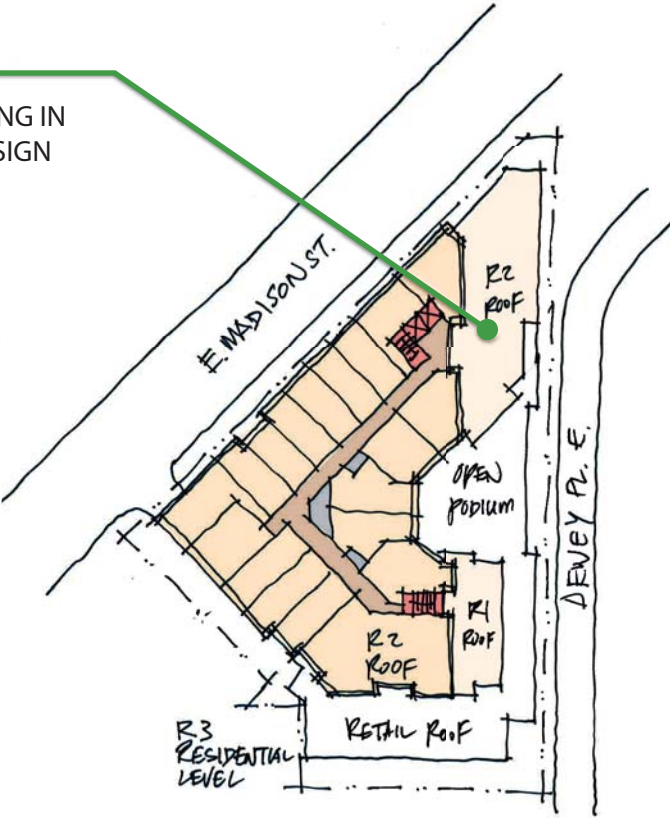 NG IN
SIGN
E. MADISON ST.
R2
ROOF
OPEN
PODIUM
DEWEY PL. E.
R1
ROOF
R2
ROOF
R3
RESIDENTIAL
LEVEL
RETAIL ROOF